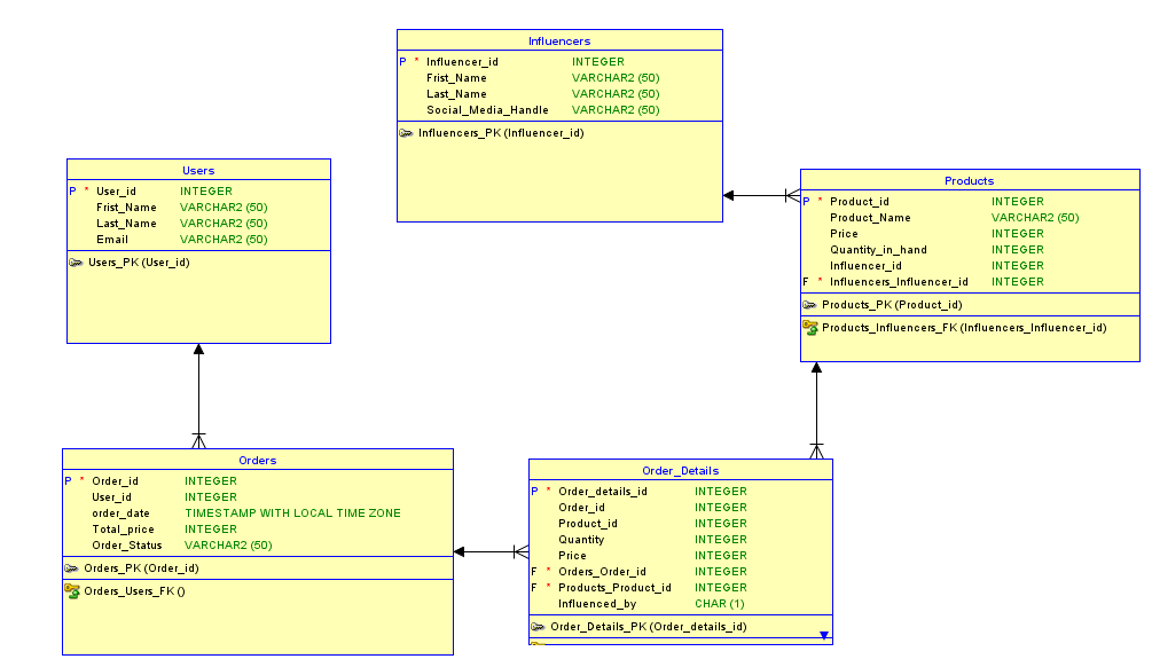 Influencers
P * Influencer_id INTEGER
Frist_Name VARCHAR2 (50)
Last_Name VARCHAR2 (50)
Social_Media_Handle VARCHAR2 (50)
Influencers_PK (Influencer_id)
Users
P * User_id INTEGER
Frist_Name VARCHAR2 (50)
Last_Name VARCHAR2 (50)
Email VARCHAR2 (50)
Users_PK (User_id)
Products
P * Product_id INTEGER
Product_Name VARCHAR2 (50)
Price INTEGER
Quantity_in_hand INTEGER
Influencer_id INTEGER
F * Influencers_Influencer_id INTEGER
Products_PK (Product_id)
Products_Influencers_FK (Influencers_Influencer_id)
Orders
P * Order_id INTEGER
User_id INTEGER
order_date TIMESTAMP WITH LOCAL TIME ZONE
Total_price INTEGER
Order_Status VARCHAR2 (50)
Orders_PK (Order_id)
Orders_Users_FK ()
Order_Details
P * Order_details_id INTEGER
Order_id INTEGER
Product_id INTEGER
Quantity INTEGER
Price INTEGER
F * Orders_Order_id INTEGER
F * Products_Product_id INTEGER
Influenced_by CHAR (1)
Order_Details_PK (Order_details_id)